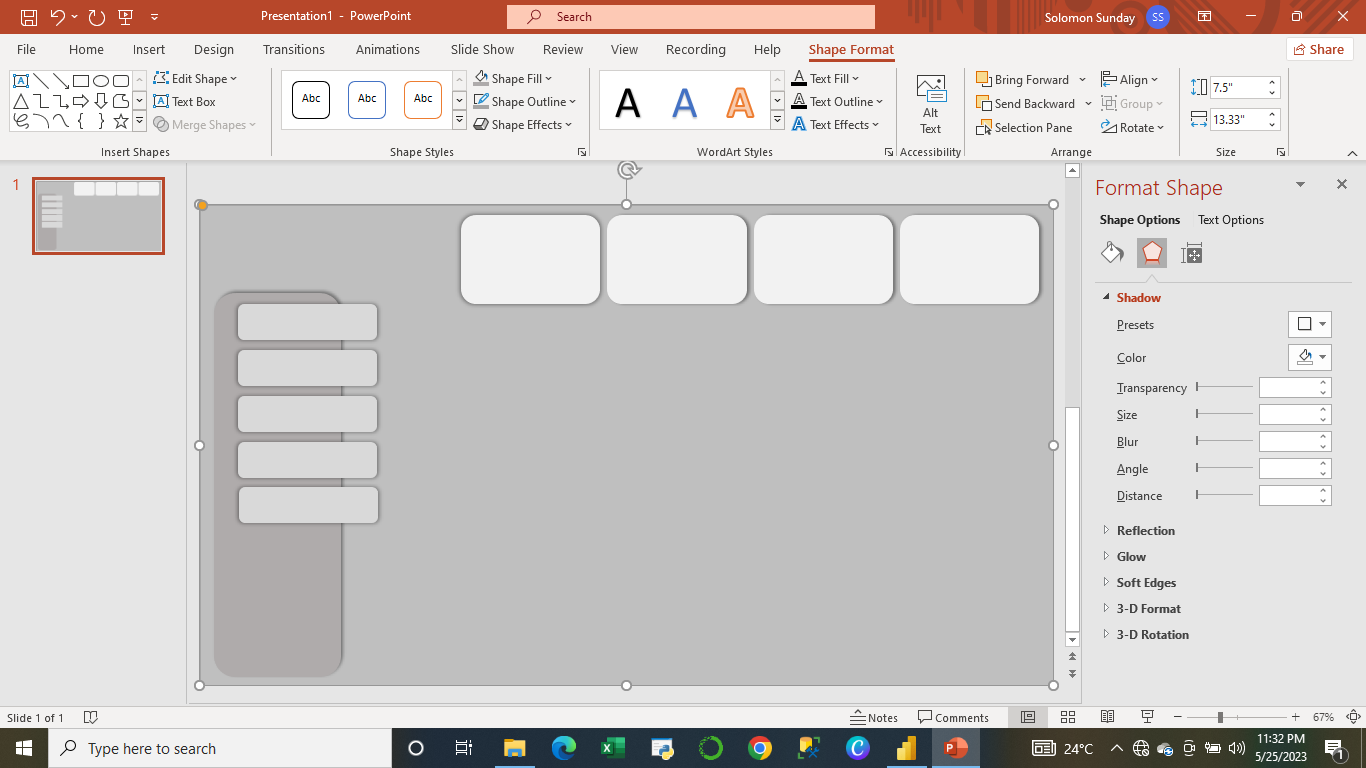 Presentation1 - PowerPoint
Search
Solomon Sunday
SS
File Home Insert Design Transitions Animations Slide Show Review View Recording Help Shape Format
Share
Edit Shape
Text Box
Merge Shapes
Insert Shapes
Abc Abc Abc
Shape Fill
Shape Outline
Shape Effects
Shape Styles
A A A
Text Fill
Text Outline
Text Effects
WordArt Styles
Alt
Text
Accessibility
Bring Forward
Send Backward
Selection Pane
Align
Group
Rotate
Arrange
7.5"
13.33"
Size
1
Format Shape
Shape Options Text Options
Shadow
Presets
Color
Transparency
Size
Blur
Angle
Distance
Reflection
Glow
Soft Edges
3-D Format
3-D Rotation
Slide 1 of 1
Notes
Comments
67%
Type here to search
24°C
11:32 PM
5/25/2023
1